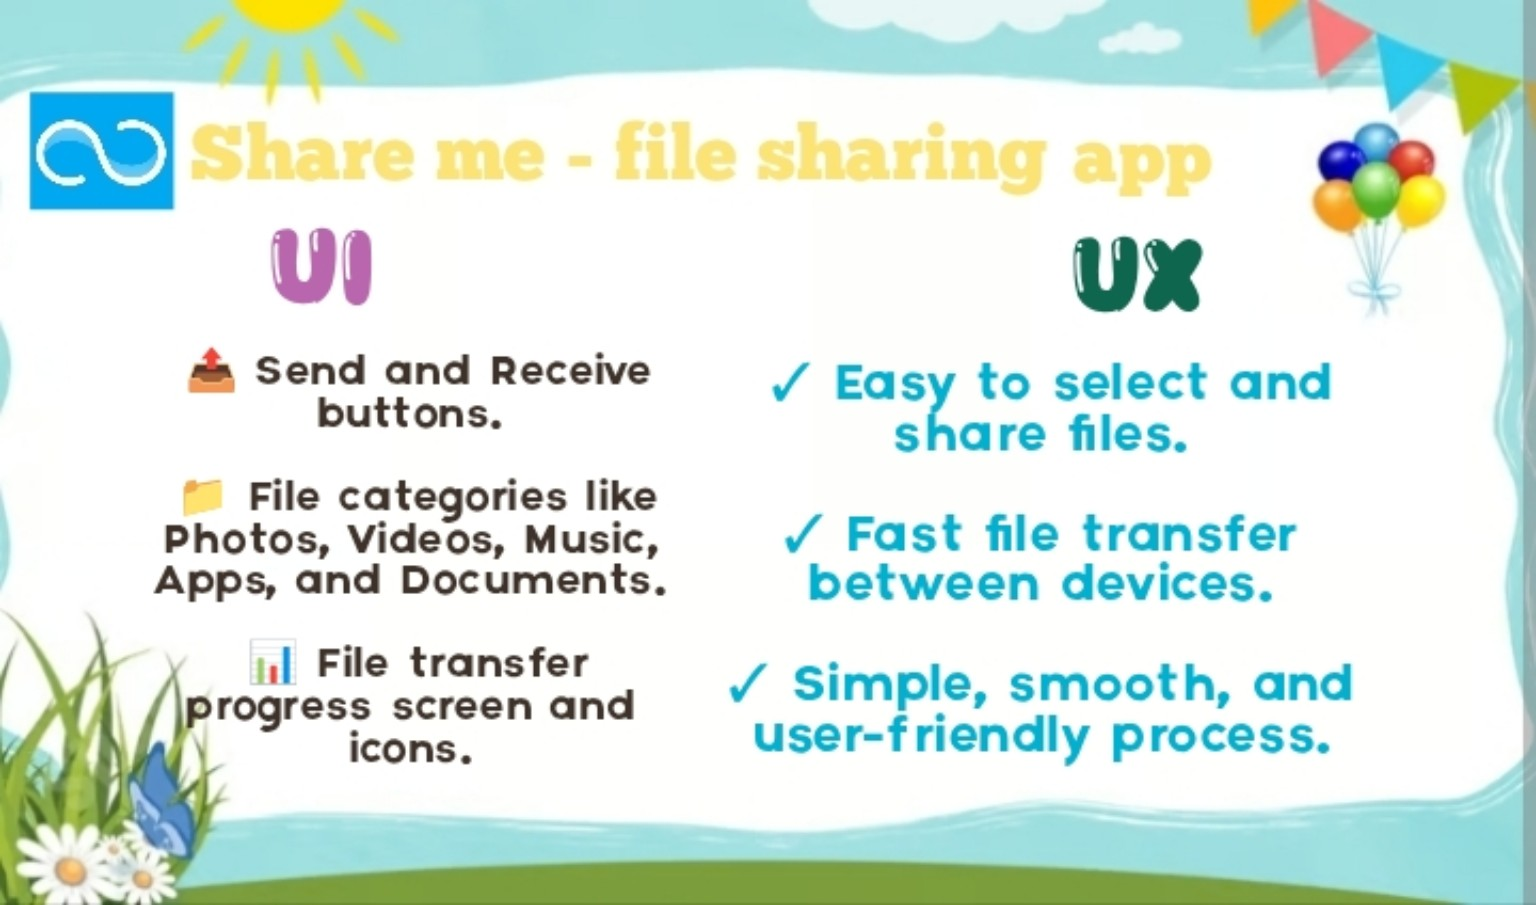 Share me - file sharing app
UI
📤 Send and Receive
buttons.
📁 File categories like
Photos, Videos, Music,
Apps, and Documents.
📊 File transfer
progress screen and
icons.
UX
✓ Easy to select and
share files.
✓ Fast file transfer
between devices.
✓ Simple, smooth, and
user-friendly process.